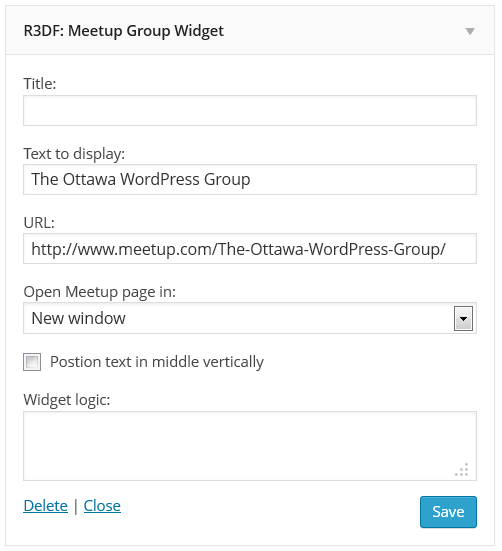 R3DF: Meetup Group Widget
Title:
Text to display:
The Ottawa WordPress Group
URL:
http://www.meetup.com/The-Ottawa-WordPress-Group/
Open Meetup page in:
New window
Postion text in middle vertically
Widget logic:
Delete | Close Save